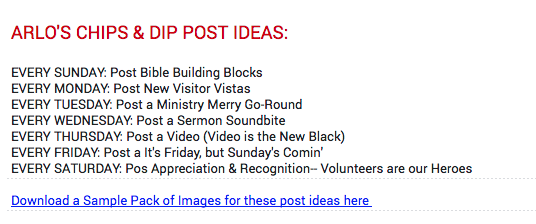 ARLO'S CHIPS & DIP POST IDEAS:
EVERY SUNDAY: Post Bible Building Blocks
EVERY MONDAY: Post New Visitor Vistas
EVERY TUESDAY: Post a Ministry Merry Go-Round
EVERY WEDNESDAY: Post a Sermon Soundbite
EVERY THURSDAY: Post a Video (Video is the New Black)
EVERY FRIDAY: Post a It's Friday, but Sunday's Comin'
EVERY SATURDAY: Pos Appreciation & Recognition-- Volunteers are our Heroes
Download a Sample Pack of Images for these post ideas here